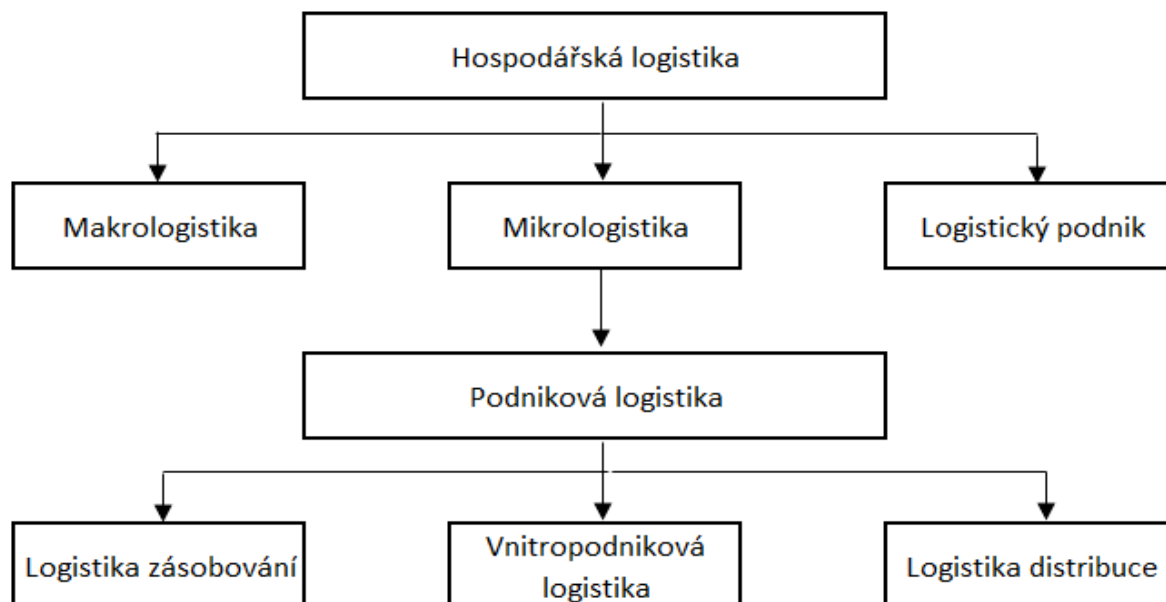 Hospodářská logistika
Makrologistika
Mikrologistika
Logistický podnik
Podniková logistika
Logistika zásobování
Vnitropodniková
logistika
Logistika distribuce